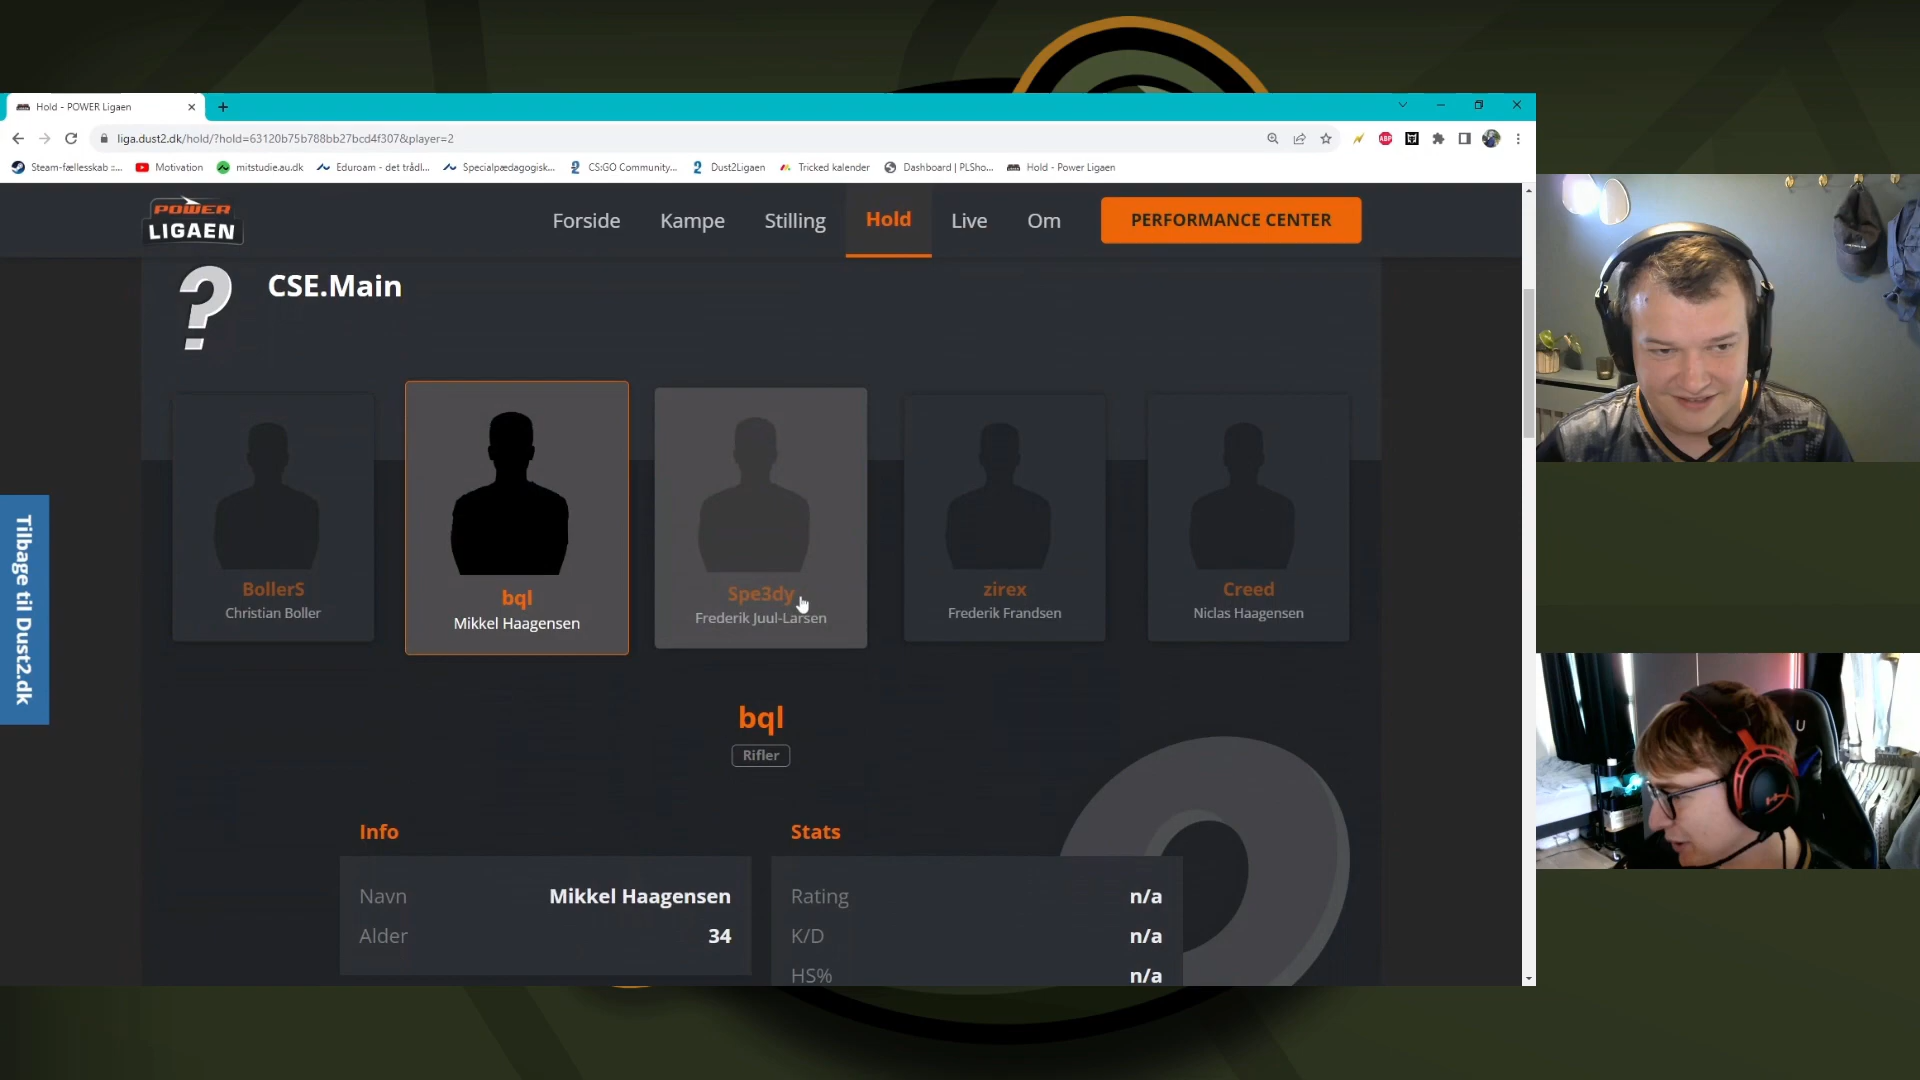 Hold - POWER Ligaen
liga.dust2.dk/hold/?hold=63120b75b788bb27bcd4f307&player=2
ABP
Steam-fællesskab ::...
Motivation
mitstudie.au.dk
Eduroam - det trådl...
Specialpædagogisk...
CS:GO Community...
Dust2Ligaen
Tricked kalender
Dashboard | PLSho...
Hold - Power Ligaen
POWER
LIGAEN
Forside
Kampe
Stilling
Hold
Live
Om
PERFORMANCE CENTER
CSE.Main
BollerS
Christian Boller
bql
Mikkel Haagensen
Spe3dy
Frederik Juul-Larsen
zirex
Frederik Frandsen
Creed
Niclas Haagensen
Tilbage til Dust2.dk
bql
Rifler
Info
Navn Mikkel Haagensen
Alder 34
Stats
Rating n/a
K/D n/a
HS% n/a